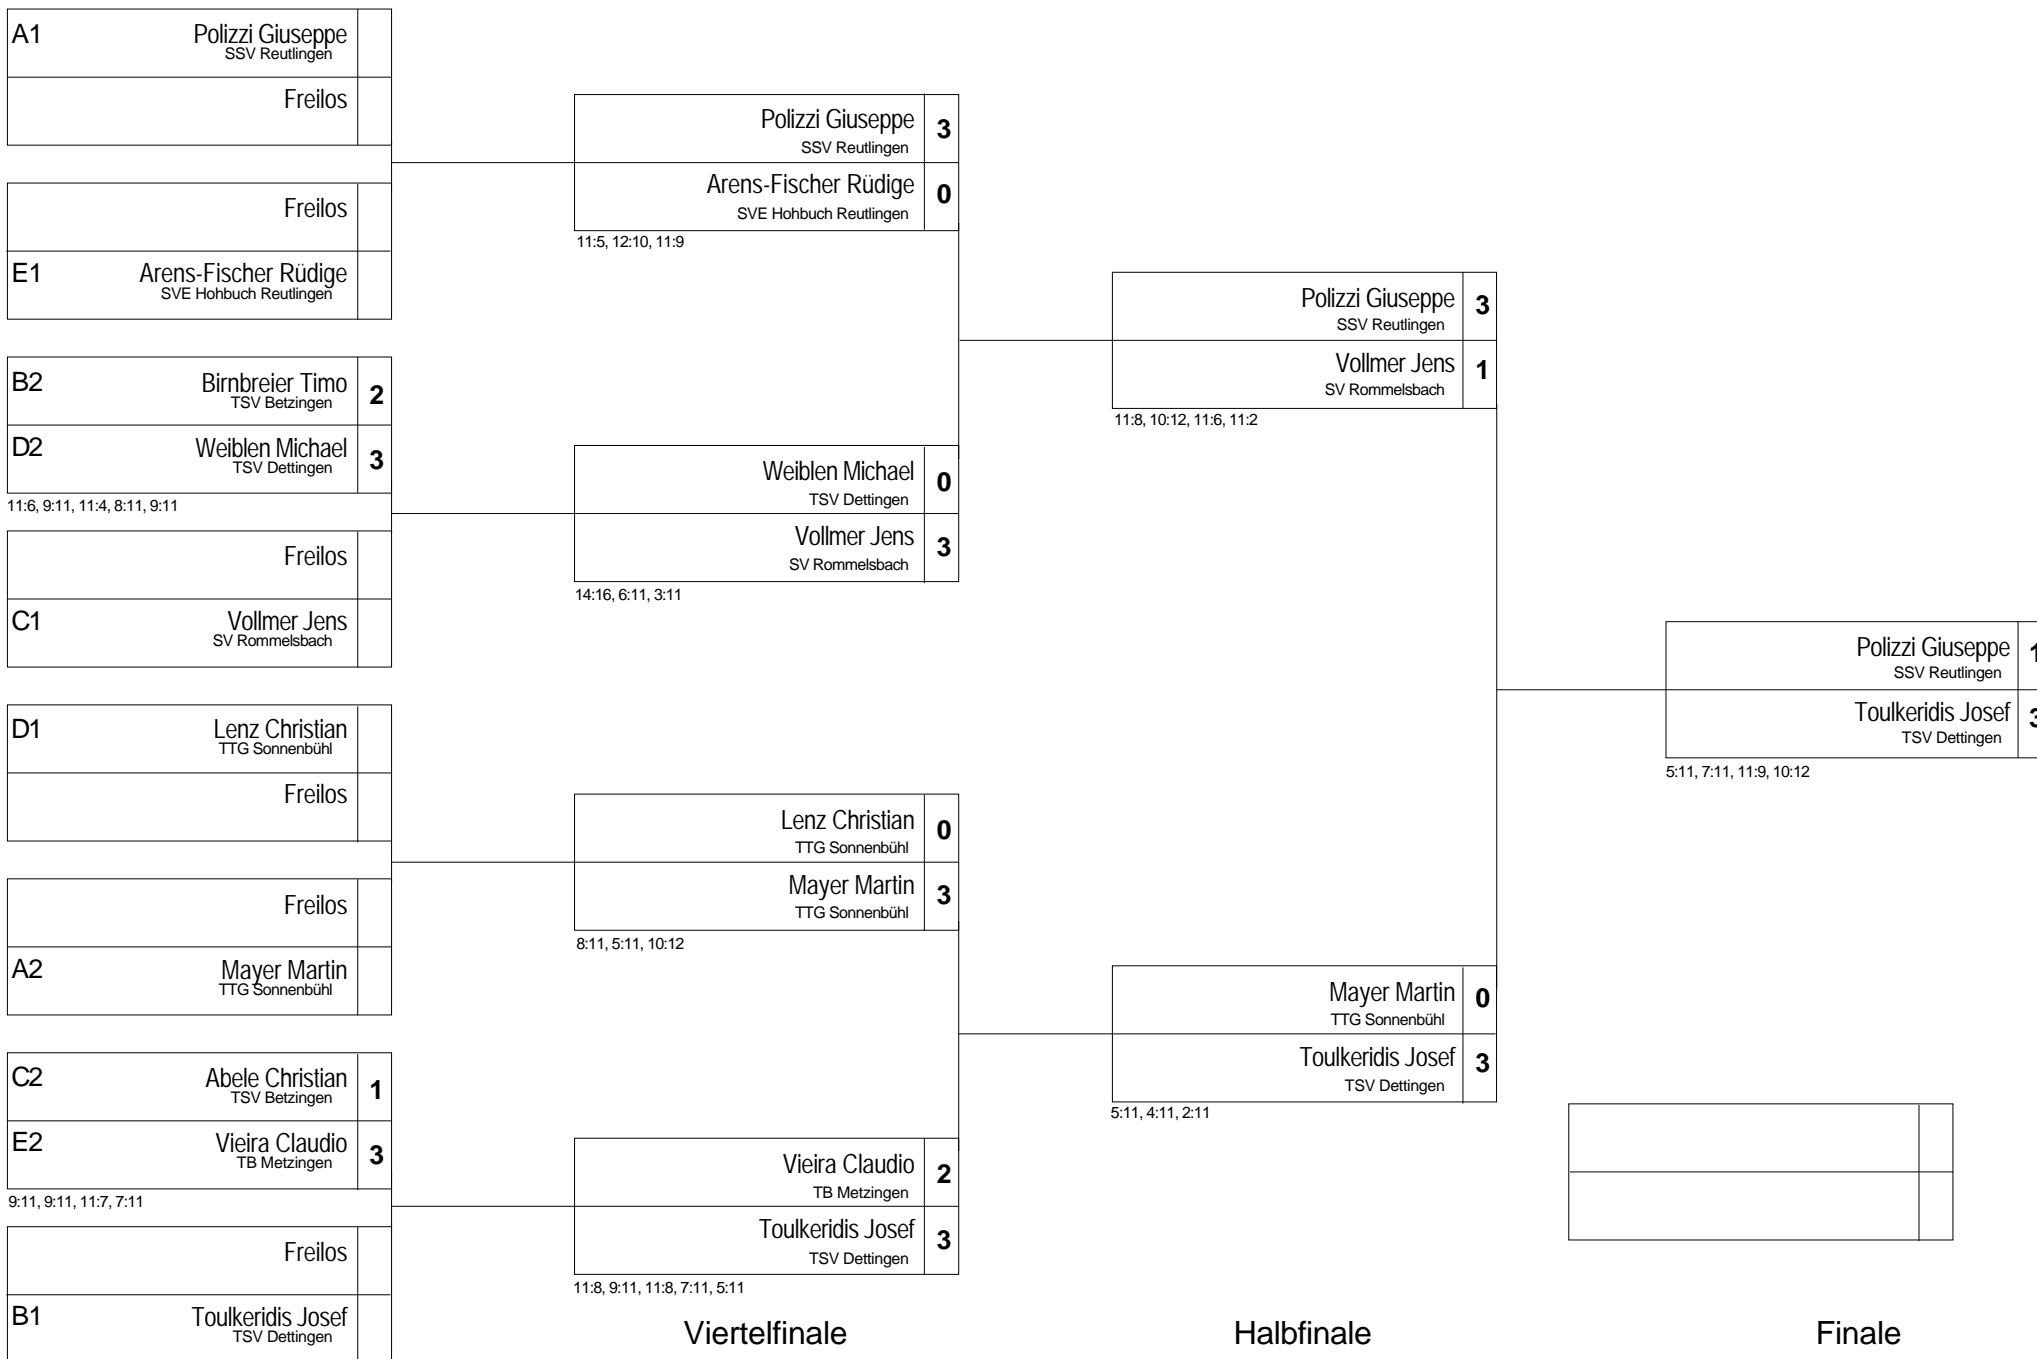 A1 Polizzi Giuseppe
SSV Reutlingen
Freilos
Freilos
E1 Arens-Fischer Rüdige
SVE Hohbuch Reutlingen
B2 Birnbreier Timo 2
TSV Betzingen
D2 Weiblen Michael 3
TSV Dettingen
11:6, 9:11, 11:4, 8:11, 9:11
Freilos
C1 Vollmer Jens
SV Rommelsbach
D1 Lenz Christian
TTG Sonnenbühl
Freilos
Freilos
A2 Mayer Martin
TTG Sonnenbühl
C2 Abele Christian 1
TSV Betzingen
E2 Vieira Claudio 3
TB Metzingen
9:11, 9:11, 11:7, 7:11
Freilos
B1 Toulkeridis Josef
TSV Dettingen
Polizzi Giuseppe 3
SSV Reutlingen
Arens-Fischer Rüdige 0
SVE Hohbuch Reutlingen
11:5, 12:10, 11:9
Weiblen Michael 0
TSV Dettingen
Vollmer Jens 3
SV Rommelsbach
14:16, 6:11, 3:11
Lenz Christian 0
TTG Sonnenbühl
Mayer Martin 3
TTG Sonnenbühl
8:11, 5:11, 10:12
Vieira Claudio 2
TB Metzingen
Toulkeridis Josef 3
TSV Dettingen
11:8, 9:11, 11:8, 7:11, 5:11
Viertelfinale
Polizzi Giuseppe 3
SSV Reutlingen
Vollmer Jens 1
SV Rommelsbach
11:8, 10:12, 11:6, 11:2
Mayer Martin 0
TTG Sonnenbühl
Toulkeridis Josef 3
TSV Dettingen
5:11, 4:11, 2:11
Halbfinale
Polizzi Giuseppe 1
SSV Reutlingen
Toulkeridis Josef 3
TSV Dettingen
5:11, 7:11, 11:9, 10:12
Finale